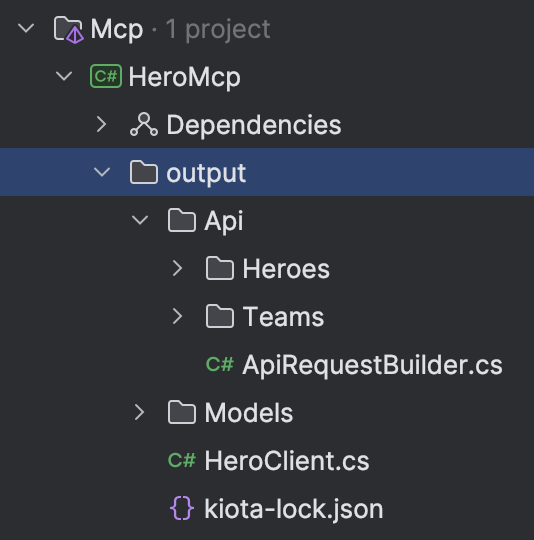 Mcp · 1 project
C# HeroMcp
Dependencies
output
Api
Heroes
Teams
C# ApiRequestBuilder.cs
Models
C# HeroClient.cs
{} kiota-lock.json